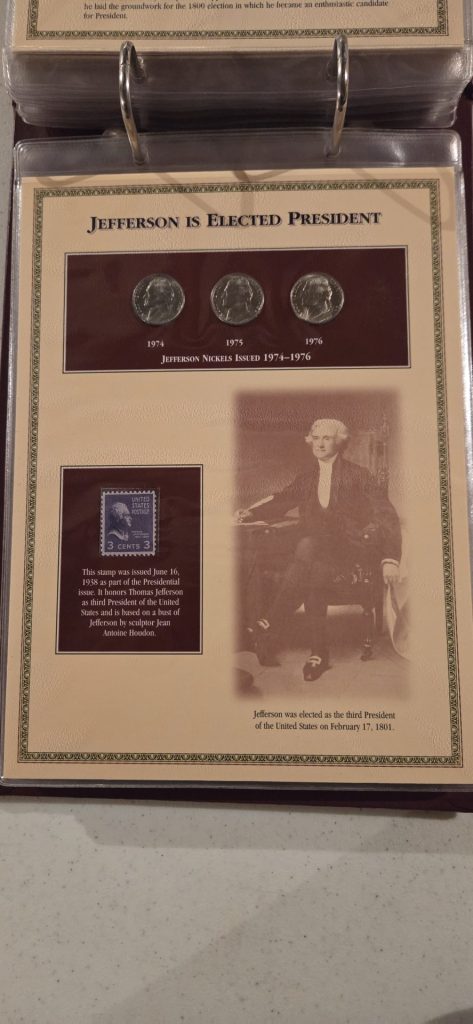 he laid the groundwork for the 1800 election in which he became an enthusiastic candidate
for President.
JEFFERSON IS ELECTED PRESIDENT
1974 1975 1976
JEFFERSON NICKELS ISSUED 1974–1976
UNITED
STATES
POSTAGE
3 CENTS 3
This stamp was issued June 16,
1938 as part of the Presidential
issue. It honors Thomas Jefferson
as third President of the United
States and is based on a bust of
Jefferson by sculptor Jean
Antoine Houdon.
Jefferson was elected as the third President
of the United States on February 17, 1801.